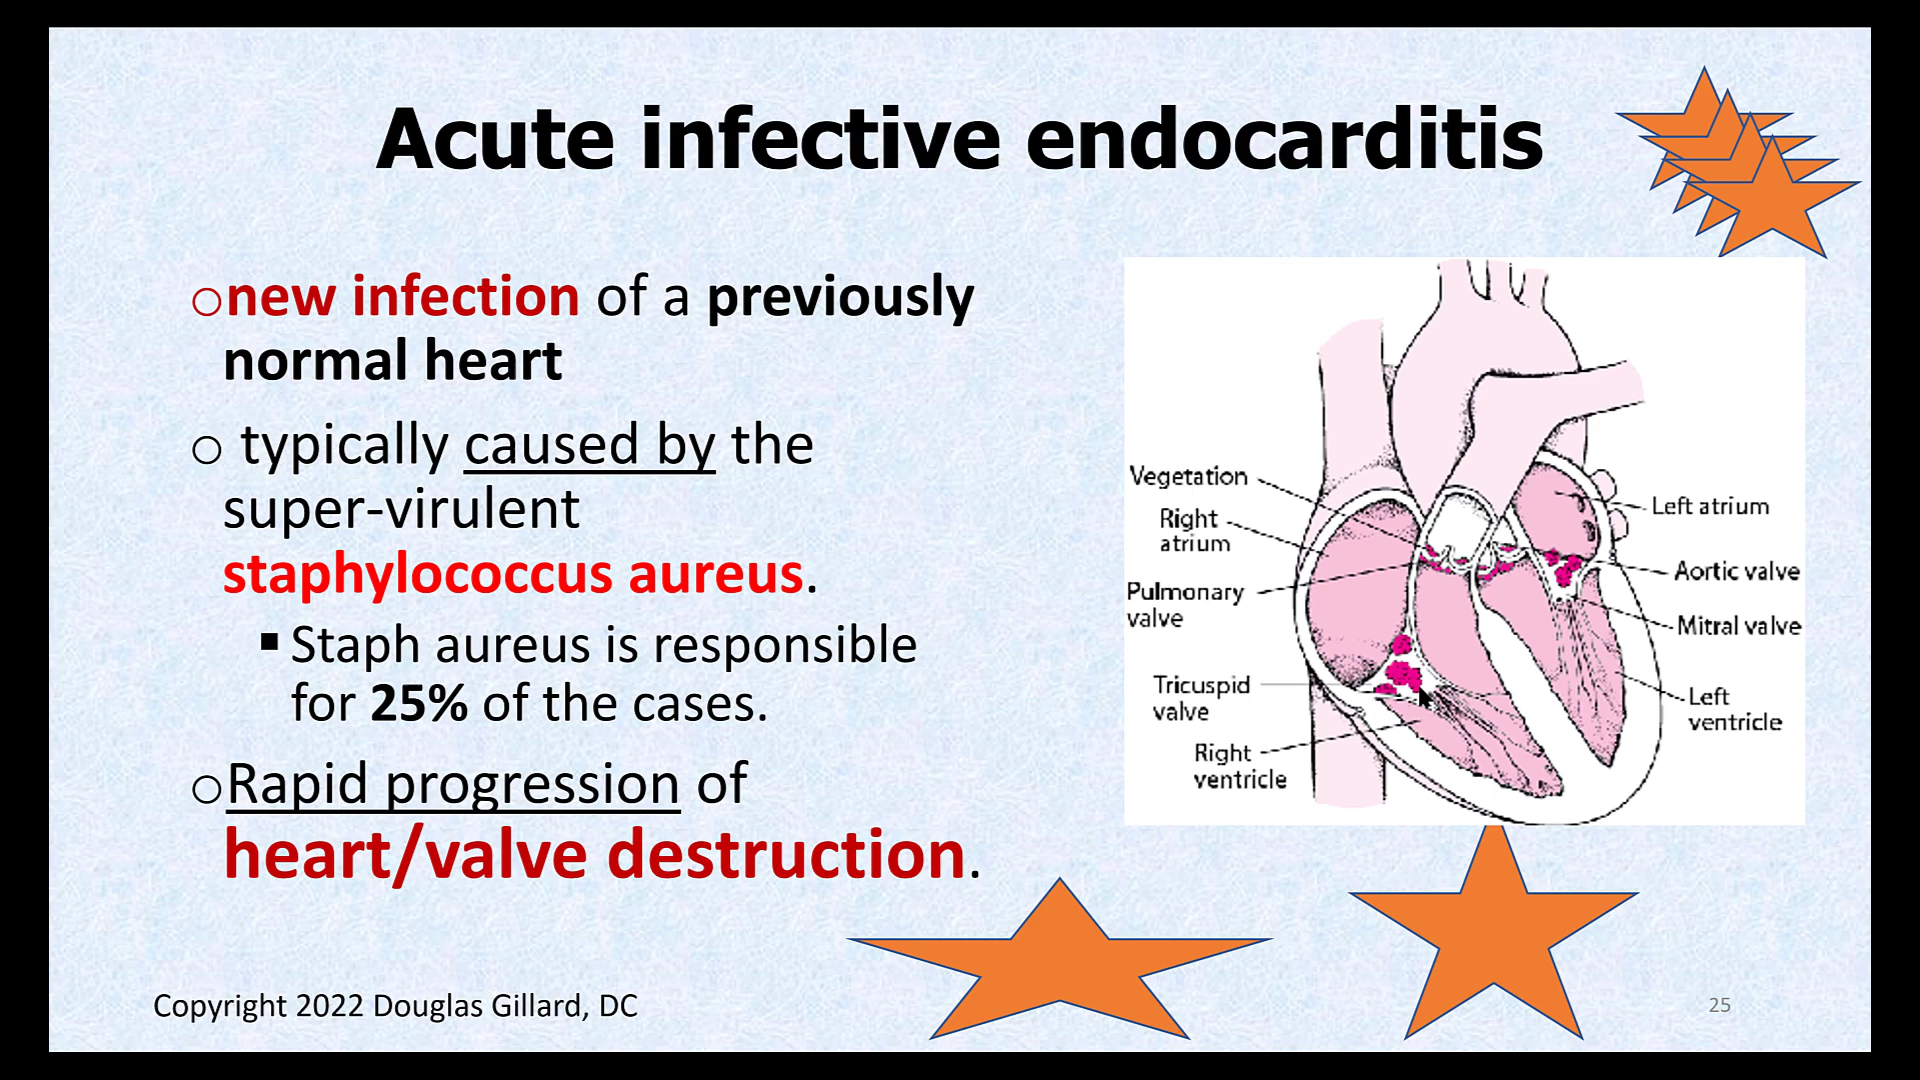 Acute infective endocarditis
new infection of a previously
normal heart
typically caused by the
super-virulent
staphylococcus aureus.
Staph aureus is responsible
for 25% of the cases.
Rapid progression of
heart/valve destruction.
Vegetation
Right
atrium
Pulmonary
valve
Tricuspid
valve
Right
ventricle
Left atrium
Aortic valve
Mitral valve
Left
ventricle
Copyright 2022 Douglas Gillard, DC
25